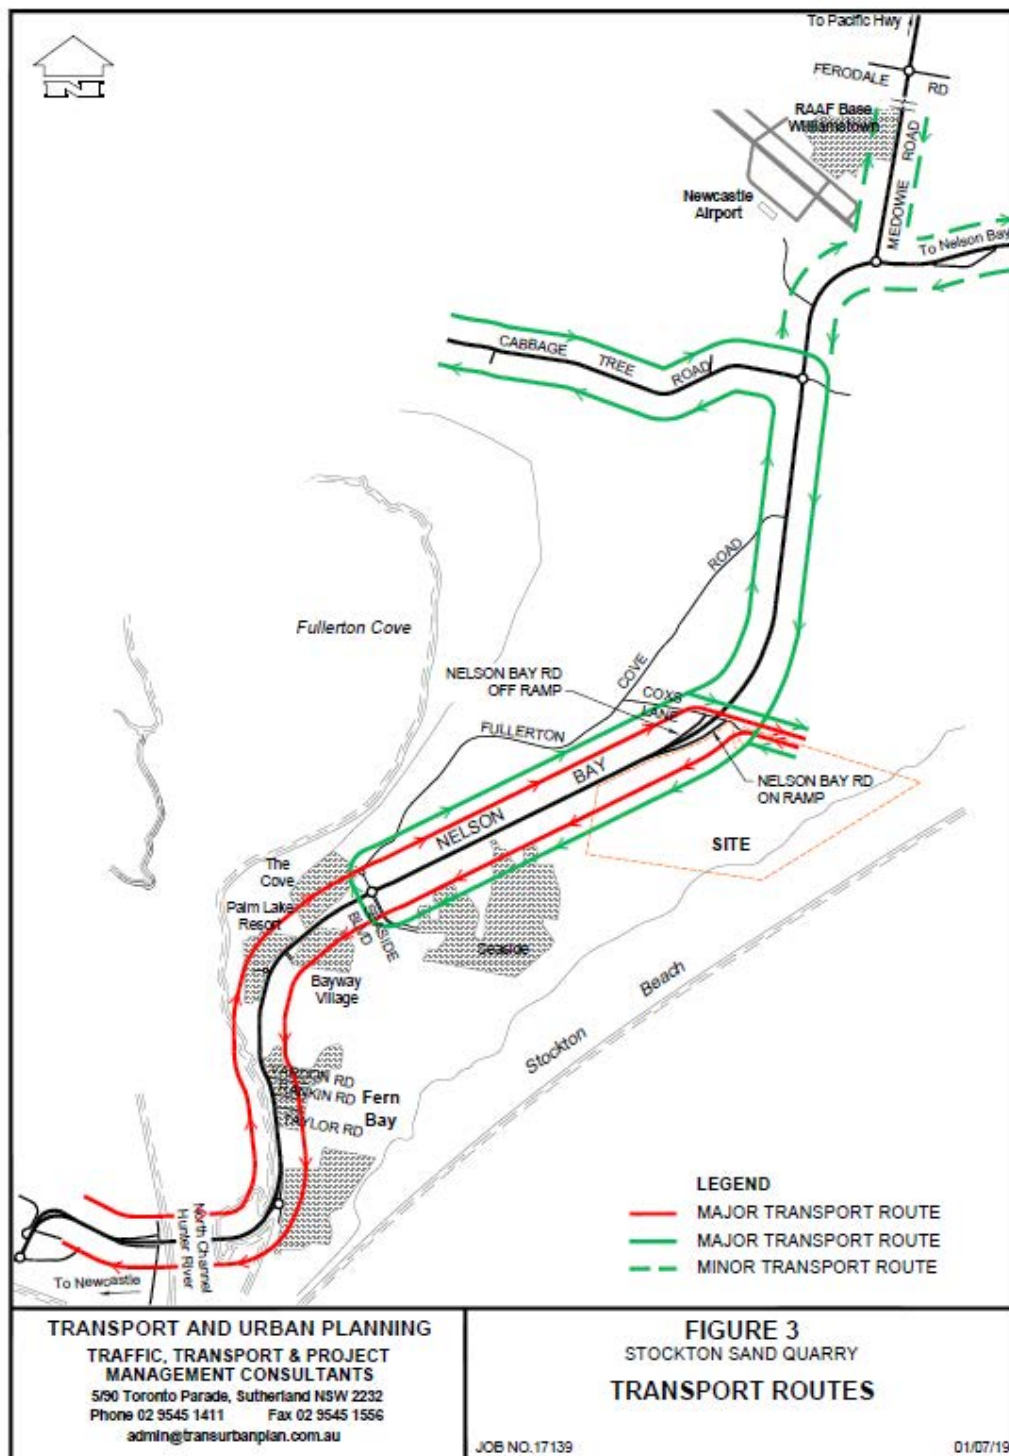 To Pacific Hwy
FERODALE
RD
N
RAAF Base
Williamstown
MEDOWIE ROAD
Newcastle
Airport
To Nelson Bay
CABBAGE
TREE
ROAD
ROAD
Fullerton Cove
NELSON BAY RD
OFF RAMP
COVE
COXS
LANE
FULLERTON
BAY
NELSON BAY RD
ON RAMP
NELSON
SITE
The
Cove
Palm Lake
Resort
SEASIDE
BLVD
Seaside
Bayway
Village
Beach
Stockton
VARDON RD
RANKIN RD
Fern
Bay
TAYLOR RD
LEGEND
MAJOR TRANSPORT ROUTE
MAJOR TRANSPORT ROUTE
MINOR TRANSPORT ROUTE
North Channel
Hunter River
To Newcastle
TRANSPORT AND URBAN PLANNING
TRAFFIC, TRANSPORT & PROJECT
MANAGEMENT CONSULTANTS
5/90 Toronto Parade, Sutherland NSW 2232
Phone 02 9545 1411 Fax 02 9545 1556
admin@transurbanplan.com.au
FIGURE 3
STOCKTON SAND QUARRY
TRANSPORT ROUTES
JOB NO.17139
01/07/19